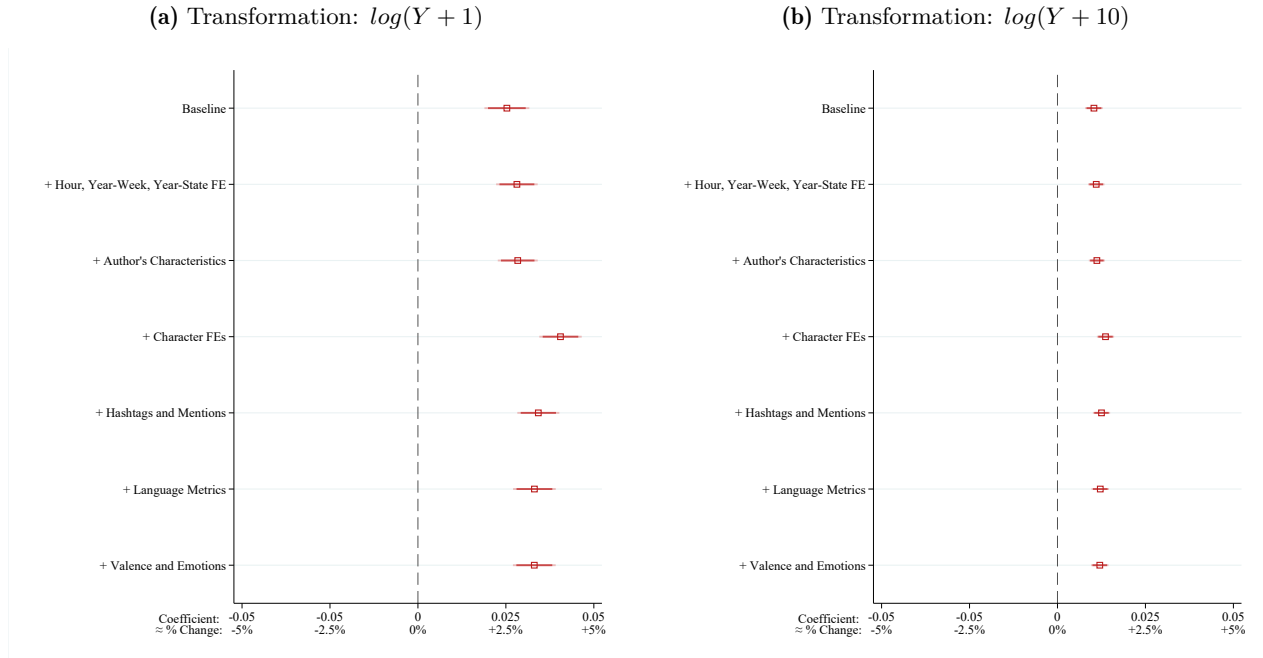 (a) Transformation: log(Y + 1)
Baseline
+ Hour, Year-Week, Year-State FE
+ Author's Characteristics
+ Character FEs
+ Hashtags and Mentions
+ Language Metrics
+ Valence and Emotions
Coefficient: -0.05 -0.05 0 0.025 0.05
≈ % Change: -5% -2.5% 0% +2.5% +5%
(b) Transformation: log(Y + 10)
Baseline
+ Hour, Year-Week, Year-State FE
+ Author's Characteristics
+ Character FEs
+ Hashtags and Mentions
+ Language Metrics
+ Valence and Emotions
Coefficient: -0.05 -0.05 0 0.025 0.05
≈ % Change: -5% -2.5% 0% +2.5% +5%